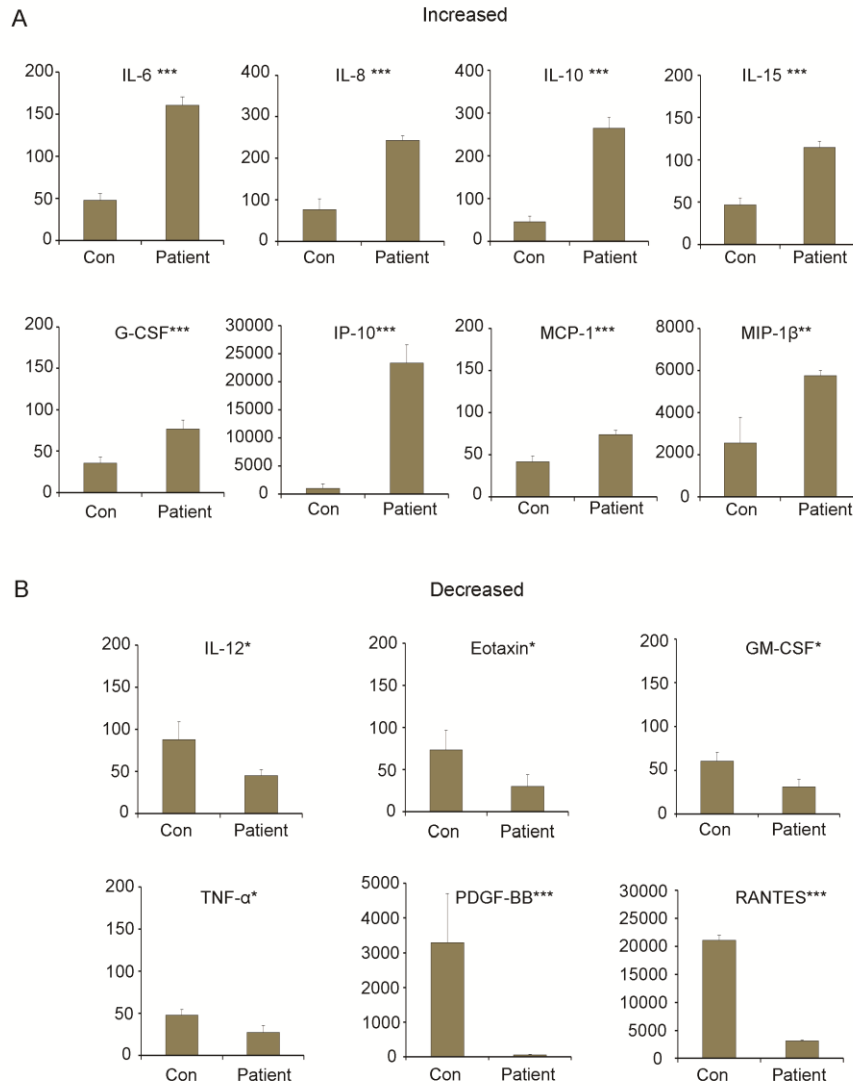 A
Increased
IL-6 ***
IL-8 ***
IL-10 ***
IL-15 ***
200
150
100
50
0
400
300
200
100
0
400
300
200
100
0
200
150
100
50
0
Con Patient
Con Patient
Con Patient
Con Patient
G-CSF***
IP-10***
MCP-1***
MIP-1β**
200
150
100
50
0
30000
25000
20000
15000
10000
5000
0
200
150
100
50
0
8000
6000
4000
2000
0
Con Patient
Con Patient
Con Patient
Con Patient
B
Decreased
IL-12*
Eotaxin*
GM-CSF*
200
150
100
50
0
200
150
100
50
0
200
150
100
50
0
Con Patient
Con Patient
Con Patient
TNF-α*
PDGF-BB***
RANTES***
200
150
100
50
0
5000
4000
3000
2000
1000
0
30000
25000
20000
15000
10000
5000
0
Con Patient
Con Patient
Con Patient